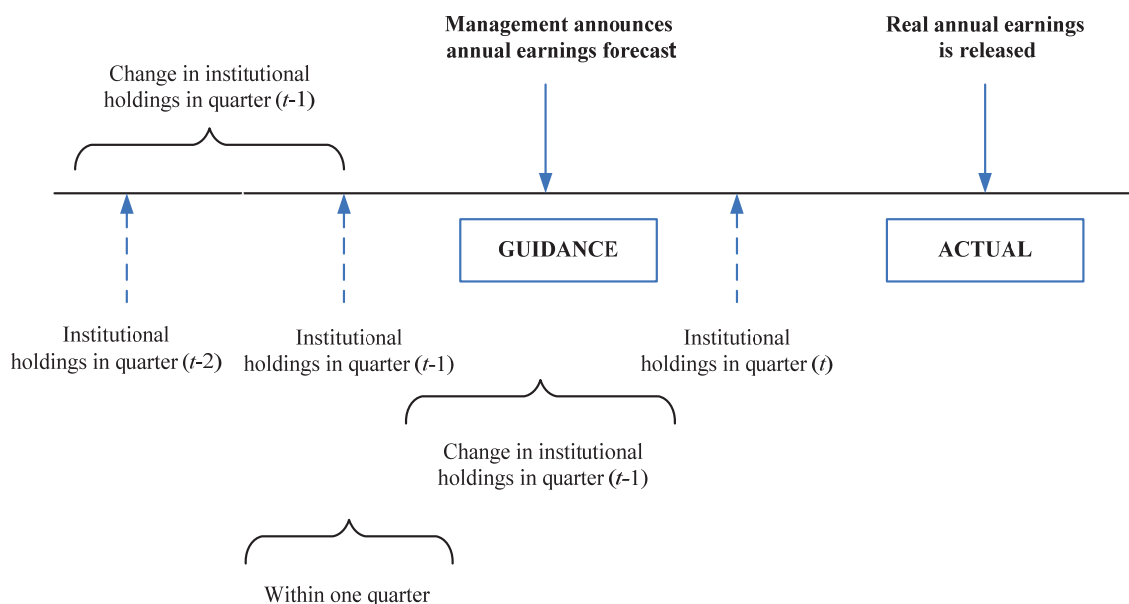 Management announces
annual earnings forecast
Real annual earnings
is released
Change in institutional
holdings in quarter (t-1)
GUIDANCE
ACTUAL
Institutional
holdings in quarter (t-2)
Institutional
holdings in quarter (t-1)
Institutional
holdings in quarter (t)
Change in institutional
holdings in quarter (t-1)
Within one quarter